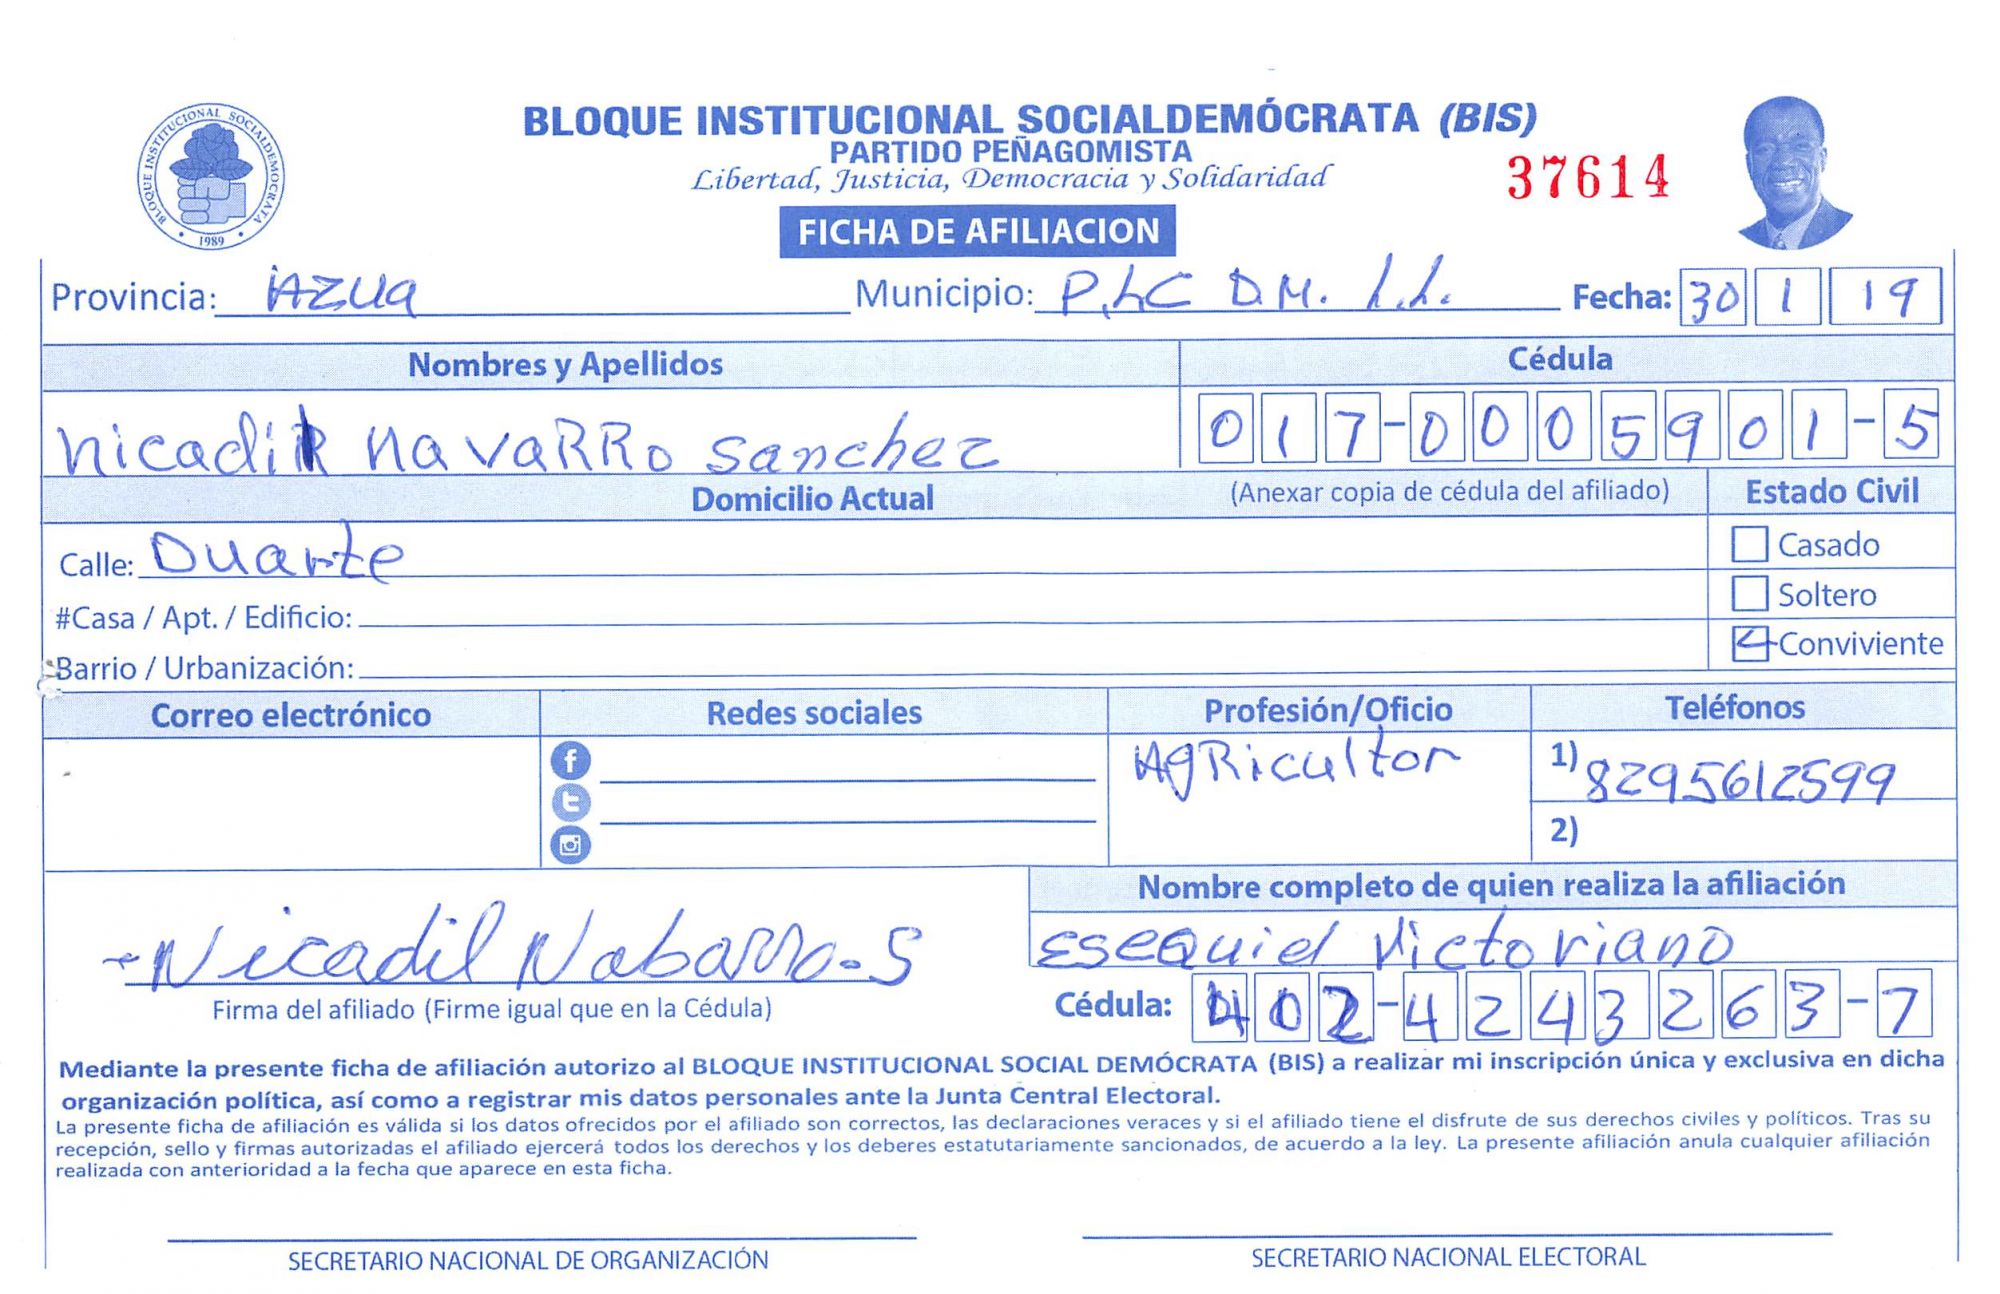 BLOQUE INSTITUCIONAL SOCIALDEMÓCRATA (BIS)
PARTIDO PEÑAGOMISTA
Libertad, Justicia, Democracia y Solidaridad
37614
BLOQUE INSTITUCIONAL SOCIALDEMOCRATA
1989
FICHA DE AFILIACION
Provincia: AZUA Municipio: P.LC D.M. L.L. Fecha: 30 1 19
Nombres y Apellidos Cédula
Nicadil NavaRRo Sanchez 017-0005901-5
Domicilio Actual (Anexar copia de cédula del afiliado) Estado Civil
Calle: Duarte Casado
#Casa / Apt. / Edificio: Soltero
Barrio / Urbanización: Conviviente
Correo electrónico Redes sociales Profesión/Oficio Teléfonos
AgRicultor 1) 8295612599
2)
Nombre completo de quien realiza la afiliación
Esequiel Victoriano
Nicadil Nabarro.S
Firma del afiliado (Firme igual que en la Cédula) Cédula: 402-4243263-7
Mediante la presente ficha de afiliación autorizo al BLOQUE INSTITUCIONAL SOCIAL DEMÓCRATA (BIS) a realizar mi inscripción única y exclusiva en dicha
organización política, así como a registrar mis datos personales ante la Junta Central Electoral.
La presente ficha de afiliación es válida si los datos ofrecidos por el afiliado son correctos, las declaraciones veraces y si el afiliado tiene el disfrute de sus derechos civiles y políticos. Tras su
recepción, sello y firmas autorizadas el afiliado ejercerá todos los derechos y los deberes estatutariamente sancionados, de acuerdo a la ley. La presente afiliación anula cualquier afiliación
realizada con anterioridad a la fecha que aparece en esta ficha.
SECRETARIO NACIONAL DE ORGANIZACIÓN SECRETARIO NACIONAL ELECTORAL